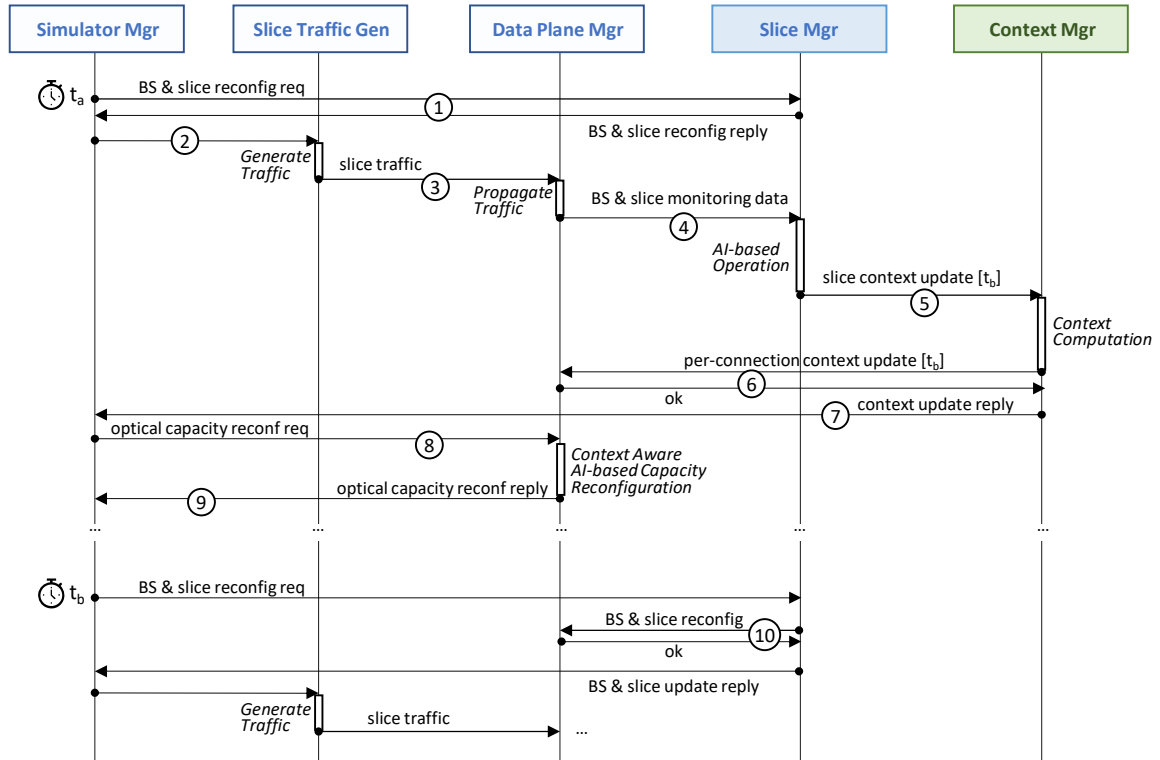 Simulator Mgr
Slice Traffic Gen
Data Plane Mgr
Slice Mgr
Context Mgr
ta
BS & slice reconfig req
1
BS & slice reconfig reply
2
Generate
Traffic
slice traffic
3
Propagate
Traffic
BS & slice monitoring data
4
AI-based
Operation
slice context update [tb]
5
Context
Computation
per-connection context update [tb]
6
ok
7
context update reply
optical capacity reconf req
8
Context Aware
AI-based Capacity
Reconfiguration
optical capacity reconf reply
9
... ... ... ... ...
tb
BS & slice reconfig req
BS & slice reconfig
10
ok
BS & slice update reply
Generate
Traffic
slice traffic
...